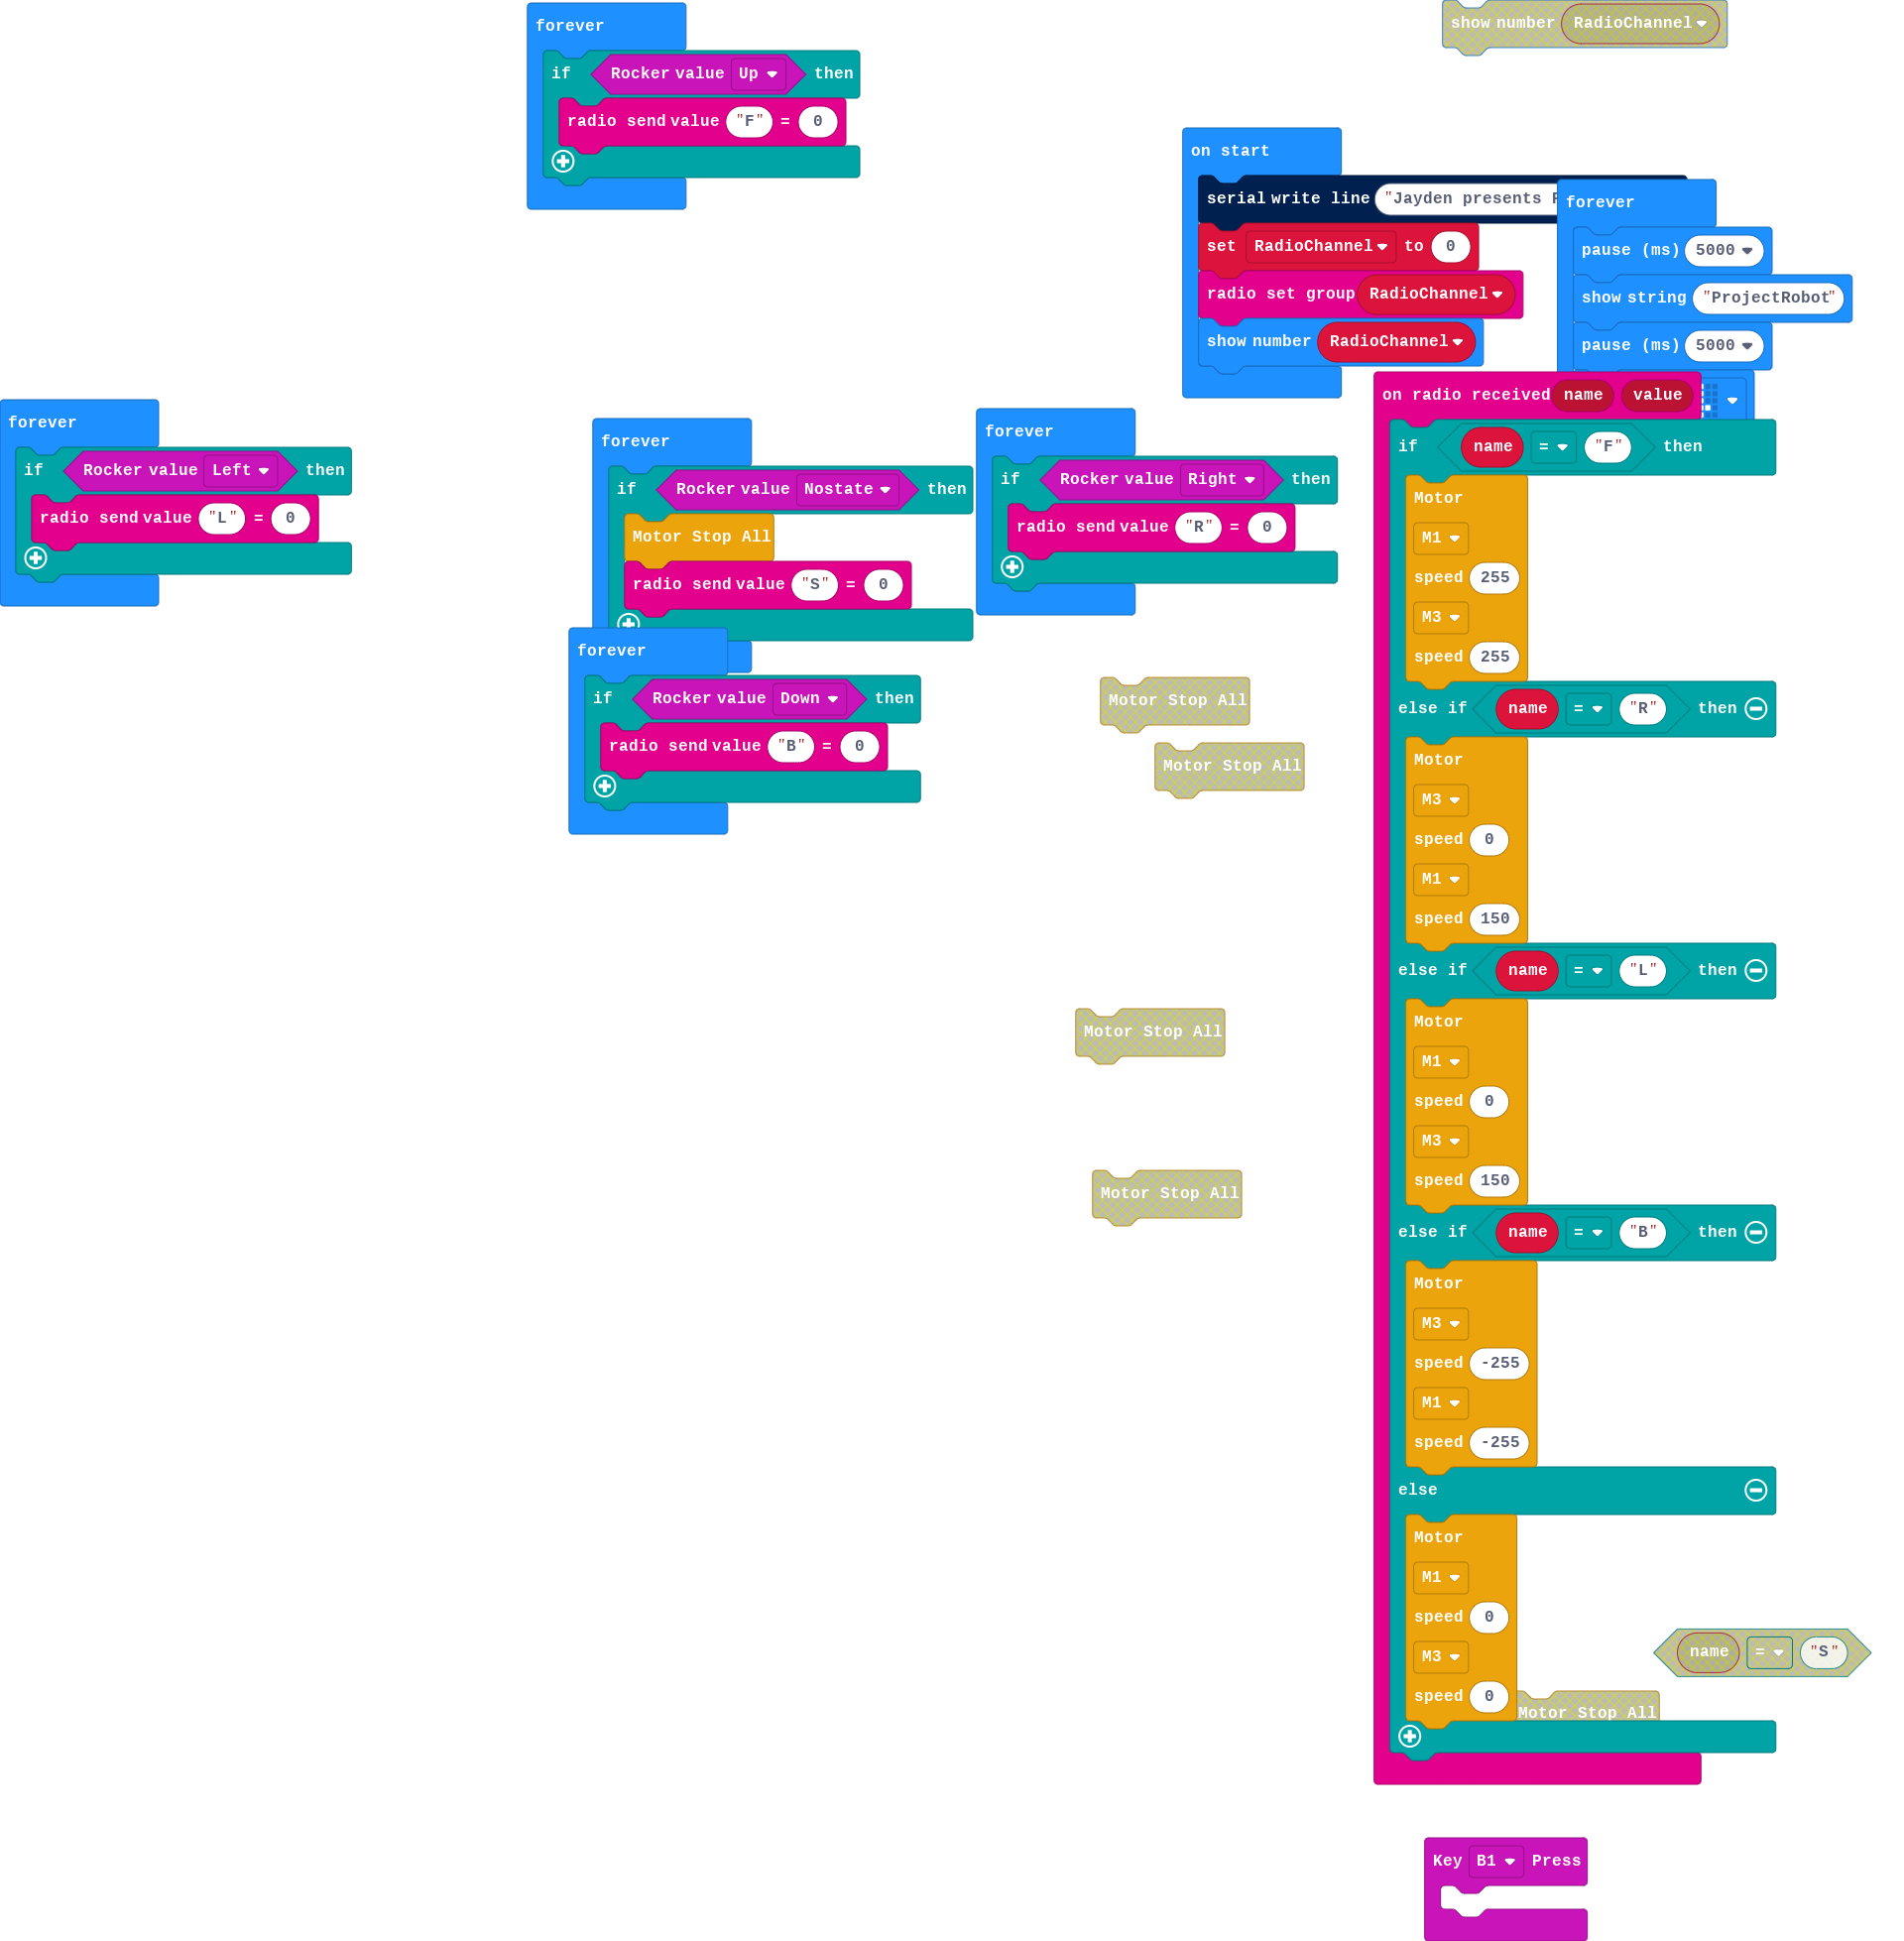 forever
if Rocker value Up then
radio send value "F" = 0
show number RadioChannel
on start
serial write line "Jayden presents
set RadioChannel to 0
radio set group RadioChannel
show number RadioChannel
forever
pause (ms) 5000
show string "ProjectRobot"
pause (ms) 5000
forever
if Rocker value Left then
radio send value "L" = 0
forever
if Rocker value Nostate then
Motor Stop All
radio send value "S" = 0
forever
if Rocker value Right then
radio send value "R" = 0
forever
if Rocker value Down then
radio send value "B" = 0
Motor Stop All
Motor Stop All
Motor Stop All
Motor Stop All
on radio received name value
if name = "F" then
Motor
M1
speed 255
M3
speed 255
else if name = "R" then
Motor
M3
speed 0
M1
speed 150
else if name = "L" then
Motor
M1
speed 0
M3
speed 150
else if name = "B" then
Motor
M3
speed -255
M1
speed -255
else
Motor
M1
speed 0
M3
speed 0
name = "S"
Motor Stop All
Key B1 Press